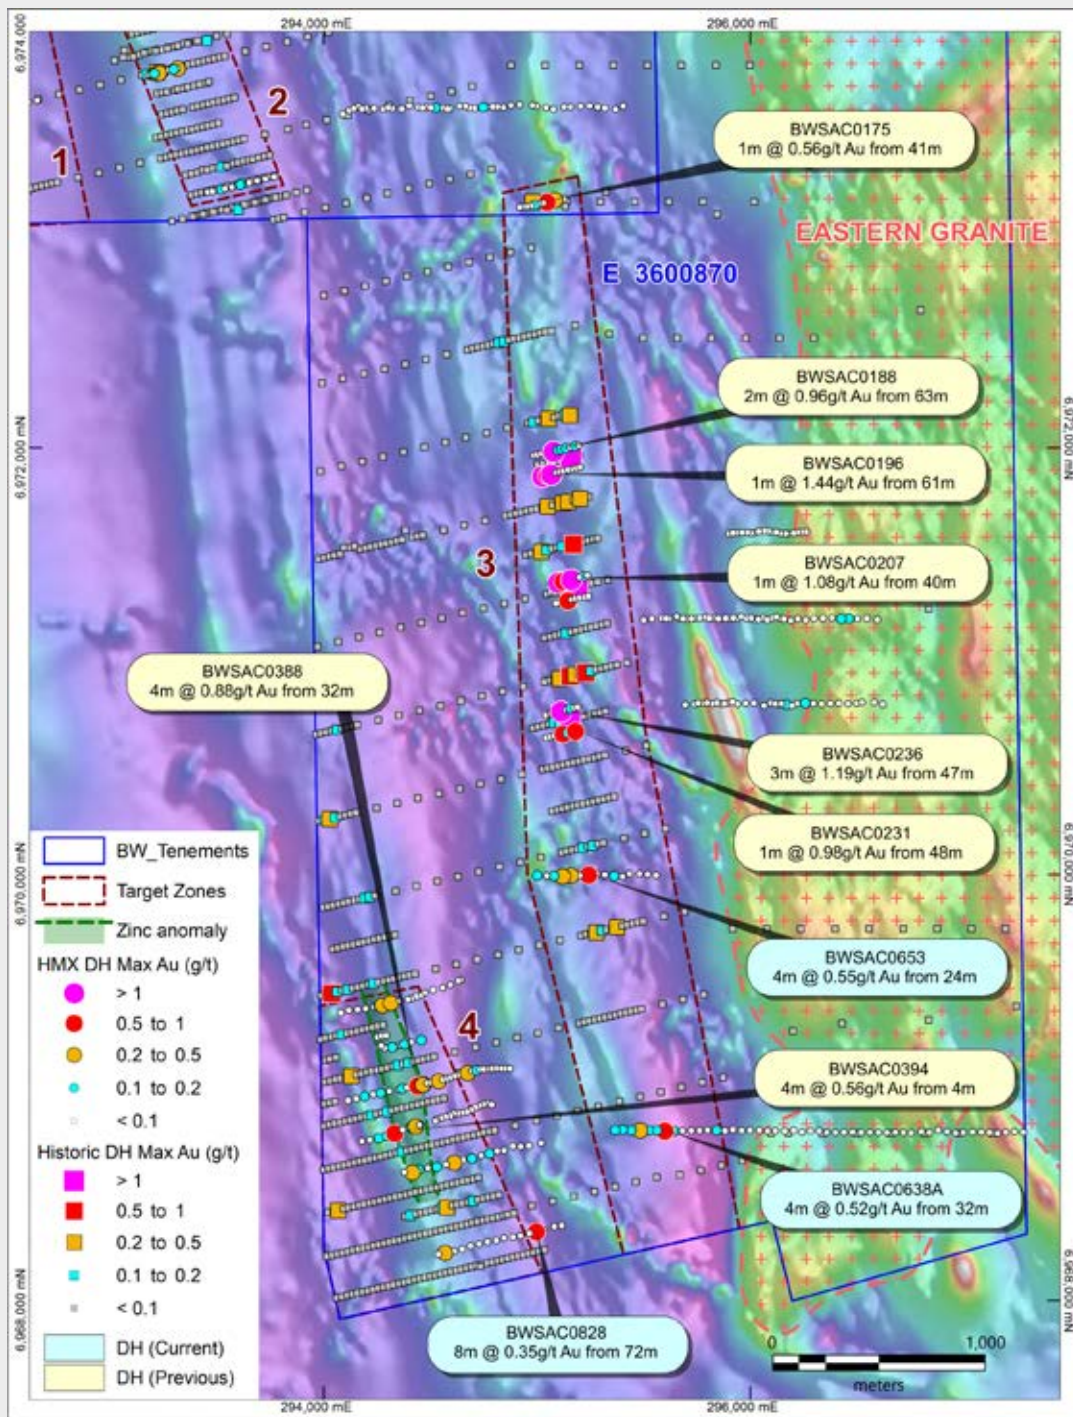 294,000 mE
296,000 mE
6,974,000
2
1
BWSAC0175
1m @ 0.56g/t Au from 41m
EASTERN GRANITE
E 3600870
BWSAC0188
2m @ 0.96g/t Au from 63m
6,972,000 mN
6,972,000 mN
BWSAC0196
1m @ 1.44g/t Au from 61m
3
BWSAC0207
1m @ 1.08g/t Au from 40m
BWSAC0388
4m @ 0.88g/t Au from 32m
BWSAC0236
3m @ 1.19g/t Au from 47m
BWSAC0231
1m @ 0.98g/t Au from 48m
6,970,000 mN
6,970,000 mN
BW_Tenements
Target Zones
Zinc anomaly
HMX DH Max Au (g/t)
> 1
0.5 to 1
0.2 to 0.5
0.1 to 0.2
< 0.1
Historic DH Max Au (g/t)
> 1
0.5 to 1
0.2 to 0.5
0.1 to 0.2
< 0.1
DH (Current)
DH (Previous)
BWSAC0653
4m @ 0.55g/t Au from 24m
4
BWSAC0394
4m @ 0.56g/t Au from 4m
BWSAC0638A
4m @ 0.52g/t Au from 32m
6,968,000 mN
6,968,000 mN
BWSAC0828
8m @ 0.35g/t Au from 72m
0 1,000
meters
294,000 mE
296,000 mE